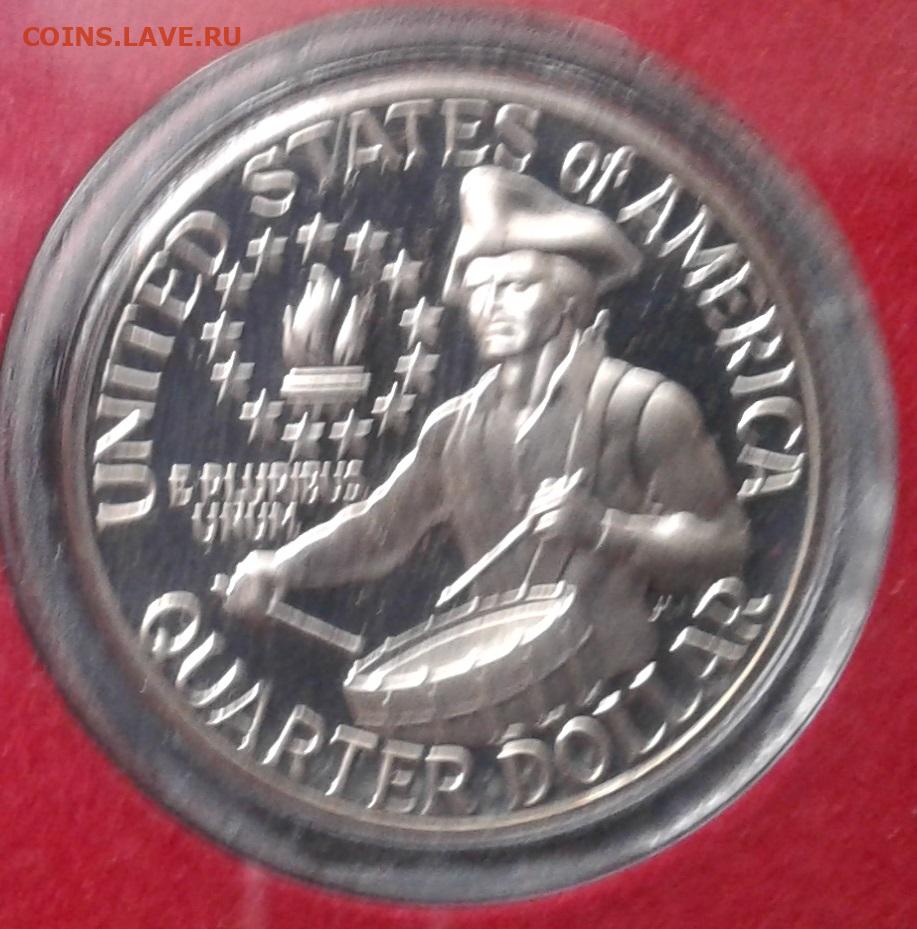 COINS.LAVE.RU
UNITED STATES of AMERICA
E·PLURIBUS
UNUM
QUARTER DOLLAR